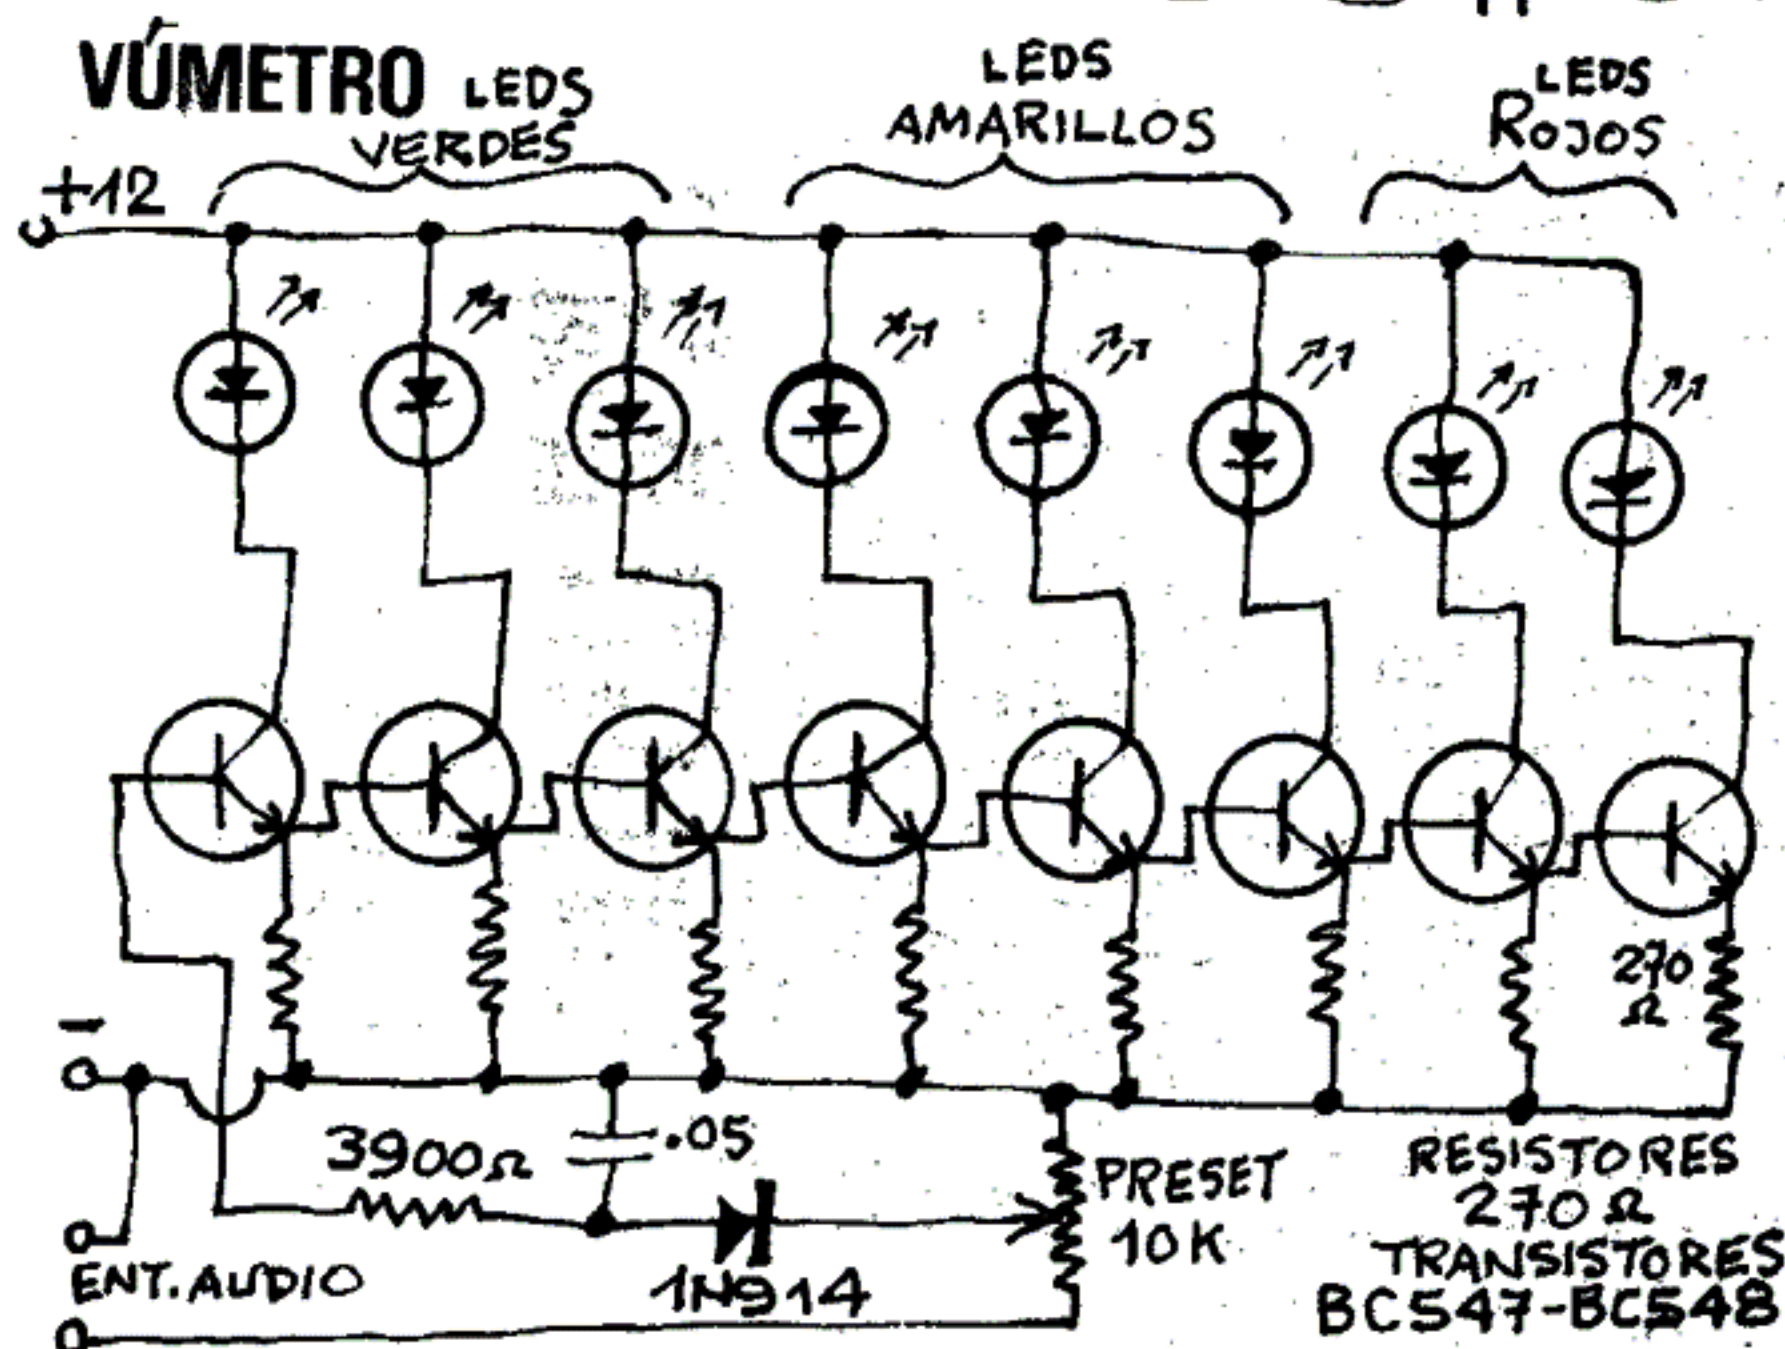 VÚMETRO
LEDS
VERDES
LEDS
AMARILLOS
LEDS
ROJOS
+12
270
Ω
-
3900Ω
.05
PRESET
10K
RESISTORES
270Ω
TRANSISTORES
BC547-BC548
ENT. AUDIO
1N914